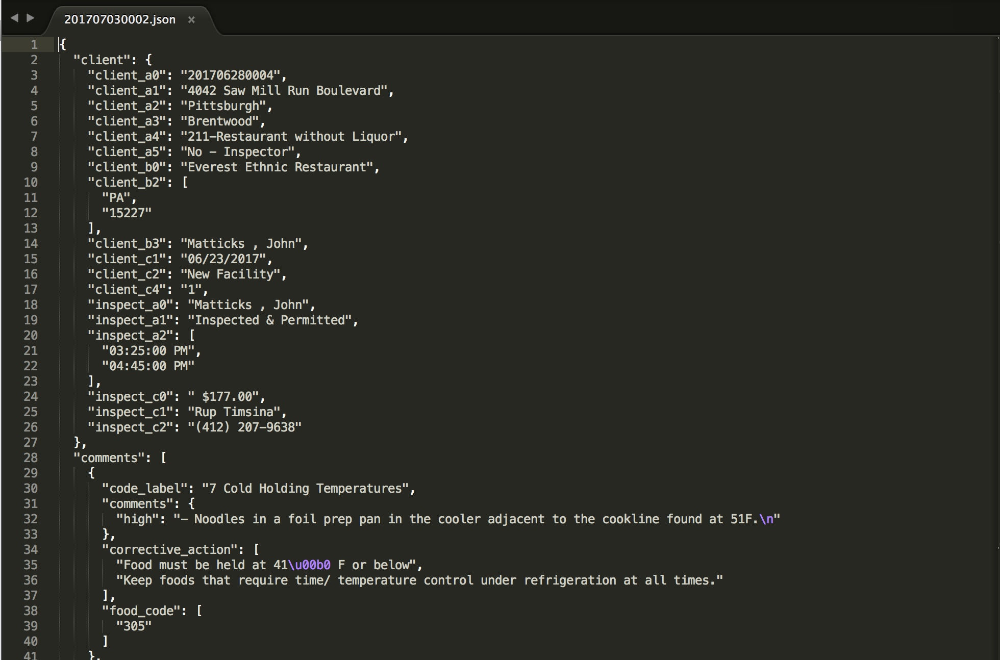 201707030002.json ×
1 {
2 "client": {
3 "client_a0": "201706280004",
4 "client_a1": "4042 Saw Mill Run Boulevard",
5 "client_a2": "Pittsburgh",
6 "client_a3": "Brentwood",
7 "client_a4": "211-Restaurant without Liquor",
8 "client_a5": "No - Inspector",
9 "client_b0": "Everest Ethnic Restaurant",
10 "client_b2": [
11 "PA",
12 "15227"
13 ],
14 "client_b3": "Matticks , John",
15 "client_c1": "06/23/2017",
16 "client_c2": "New Facility",
17 "client_c4": "1",
18 "inspect_a0": "Matticks , John",
19 "inspect_a1": "Inspected & Permitted",
20 "inspect_a2": [
21 "03:25:00 PM",
22 "04:45:00 PM"
23 ],
24 "inspect_c0": " $177.00",
25 "inspect_c1": "Rup Timsina",
26 "inspect_c2": "(412) 207-9638"
27 },
28 "comments": [
29 {
30 "code_label": "7 Cold Holding Temperatures",
31 "comments": {
32 "high": "- Noodles in a foil prep pan in the cooler adjacent to the cookline found at 51F.\n"
33 },
34 "corrective_action": [
35 "Food must be held at 41\u00b0 F or below",
36 "Keep foods that require time/ temperature control under refrigeration at all times."
37 ],
38 "food_code": [
39 "305"
40 ]
41 },